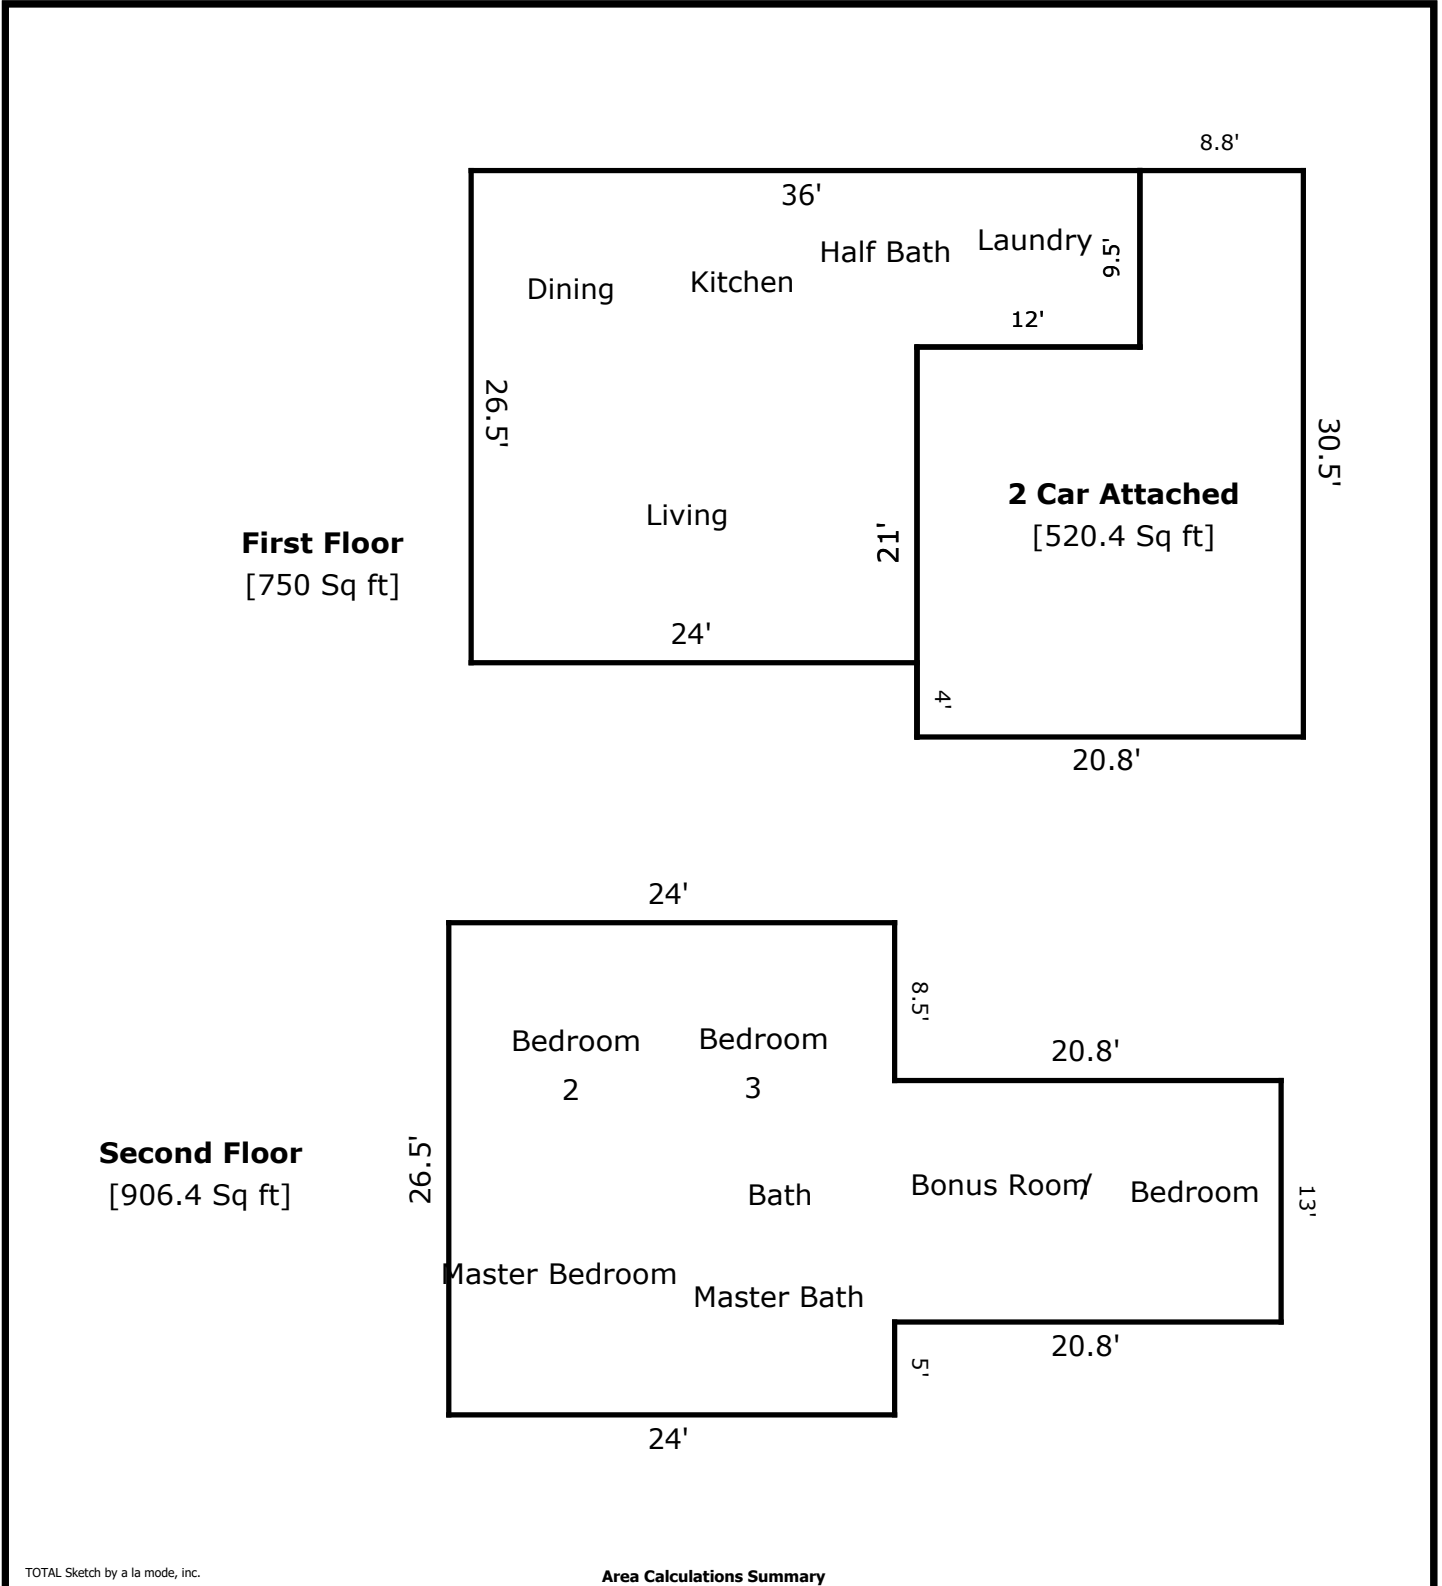 8.8'
36'
Laundry
Half Bath
9.5'
Kitchen
Dining
12'
26.5'
30.5'
2 Car Attached
[520.4 Sq ft]
Living
21'
First Floor
[750 Sq ft]
24'
4'
20.8'
24'
8.5'
Bedroom
2
Bedroom
3
20.8'
Second Floor
[906.4 Sq ft]
26.5'
Bath
Bonus Room/ Bedroom
13'
Master Bedroom
Master Bath
20.8'
5'
24'
TOTAL Sketch by a la mode, inc.
Area Calculations Summary